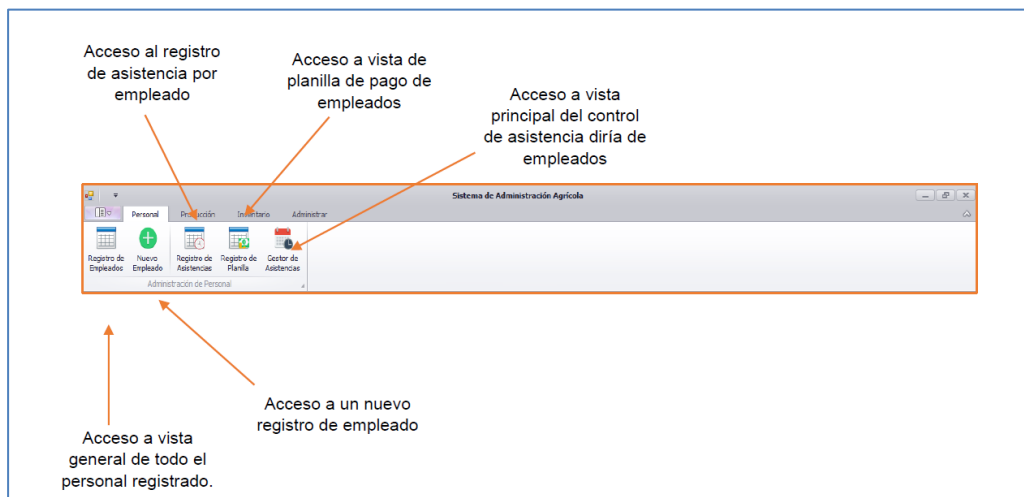 Acceso al registro
de asistencia por
empleado
Acceso a vista de
planilla de pago de
empleados
Acceso a vista
principal del control
de asistencia diría de
empleados
Sistema de Administración Agrícola
Personal Producción Inventario Administrar
Registro de Empleados
Nuevo Empleado
Registro de Asistencias
Registro de Planilla
Gestor de Asistencias
Administración de Personal
Acceso a un nuevo
registro de empleado
Acceso a vista
general de todo el
personal registrado.